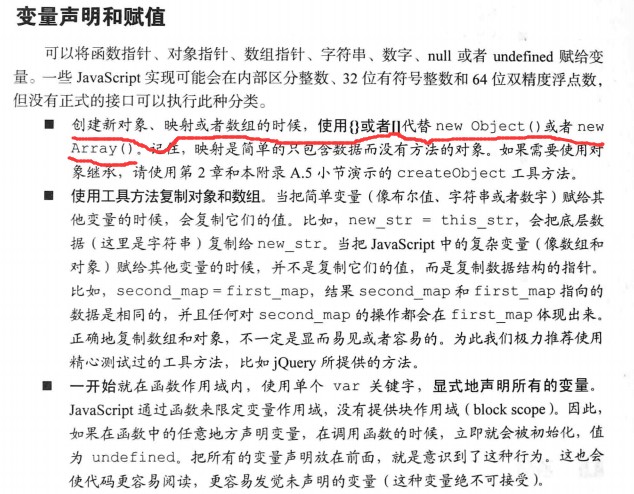 变量声明和赋值
可以将函数指针、对象指针、数组指针、字符串、数字、null 或者 undefined 赋给变
量。一些 JavaScript 实现可能会在内部区分整数、32 位有符号整数和 64 位双精度浮点数，
但没有正式的接口可以执行此种分类。
■ 创建新对象、映射或者数组的时候，使用{}或者[]代替 new Object()或者 new
Array()。记住，映射是简单的只包含数据而没有方法的对象。如果需要使用对
象继承，请使用第 2 章和本附录 A.5 小节演示的 createObject 工具方法。
■ 使用工具方法复制对象和数组。当把简单变量（像布尔值、字符串或者数字）赋给其
他变量的时候，会复制它们的值。比如，new_str = this_str，会把底层数
据（这里是字符串）复制给 new_str。当把 JavaScript 中的复杂变量（像数组和
对象）赋给其他变量的时候，并不是复制它们的值，而是复制数据结构的指针。
比如，second_map = first_map，结果 second_map 和 first_map 指向的
数据是相同的，并且任何对 second_map 的操作都会在 first_map 体现出来。
正确地复制数组和对象，不一定是显而易见或者容易的。为此我们极力推荐使用
精心测试过的工具方法，比如 jQuery 所提供的方法。
■ 一开始就在函数作用域内，使用单个 var 关键字，显式地声明所有的变量。
JavaScript 通过函数来限定变量作用域，没有提供块作用域（block scope）。因此，
如果在函数中的任意地方声明变量，在调用函数的时候，立即就会被初始化，值
为 undefined。把所有的变量声明放在前面，就是意识到了这种行为。这也会
使代码更容易阅读，更容易发觉未声明的变量（这种变量绝不可接受）。